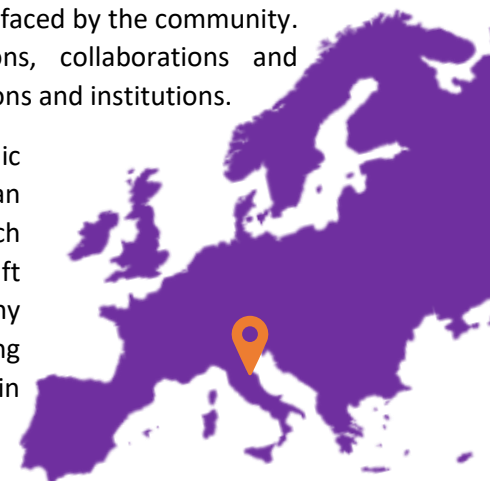 faced by the community.
ons, collaborations and
ons and institutions.
ic
an
ch
ft
ny
ng
in